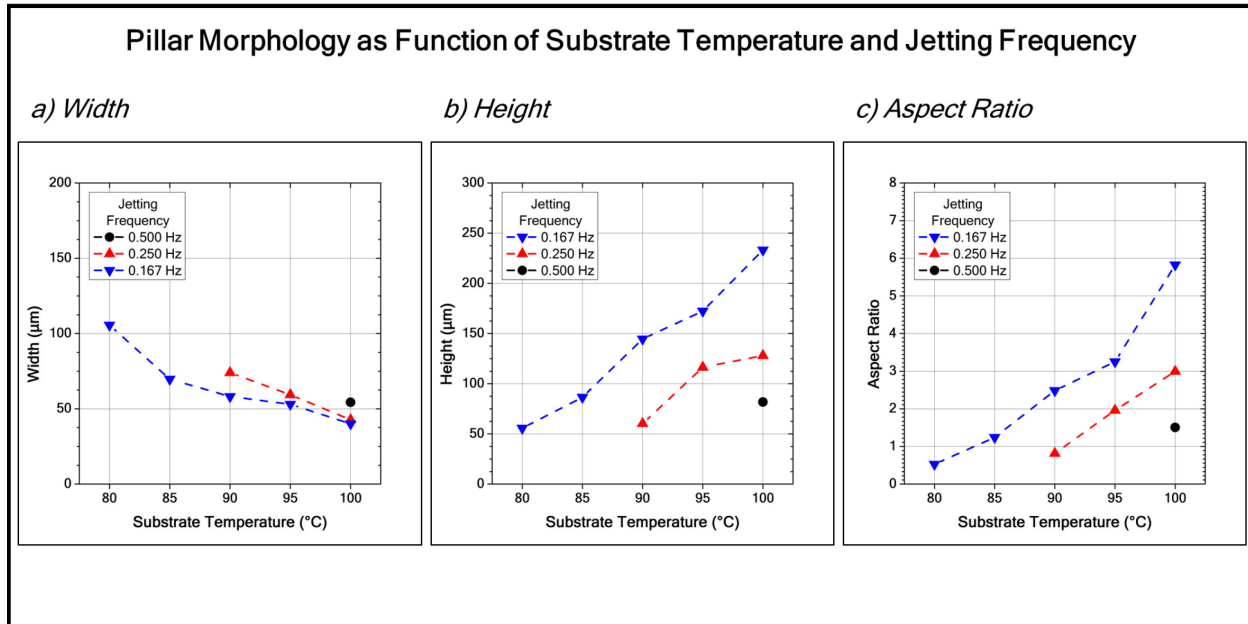 Pillar Morphology as Function of Substrate Temperature and Jetting Frequency
a) Width
200
150
100
50
0
80 85 90 95 100
Width (µm)
Substrate Temperature (°C)
Jetting
Frequency
0.500 Hz
0.250 Hz
0.167 Hz
b) Height
300
250
200
150
100
50
0
80 85 90 95 100
Height (µm)
Substrate Temperature (°C)
Jetting
Frequency
0.167 Hz
0.250 Hz
0.500 Hz
c) Aspect Ratio
8
7
6
5
4
3
2
1
0
80 85 90 95 100
Aspect Ratio
Substrate Temperature (°C)
Jetting
Frequency
0.167 Hz
0.250 Hz
0.500 Hz